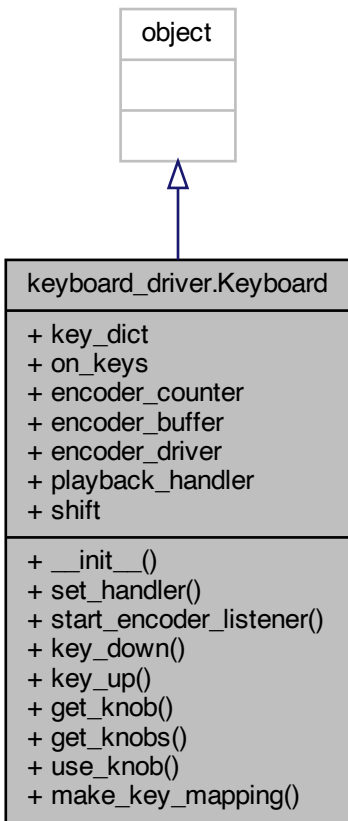 object
keyboard_driver.Keyboard
+ key_dict
+ on_keys
+ encoder_counter
+ encoder_buffer
+ encoder_driver
+ playback_handler
+ shift
+ __init__()
+ set_handler()
+ start_encoder_listener()
+ key_down()
+ key_up()
+ get_knob()
+ get_knobs()
+ use_knob()
+ make_key_mapping()